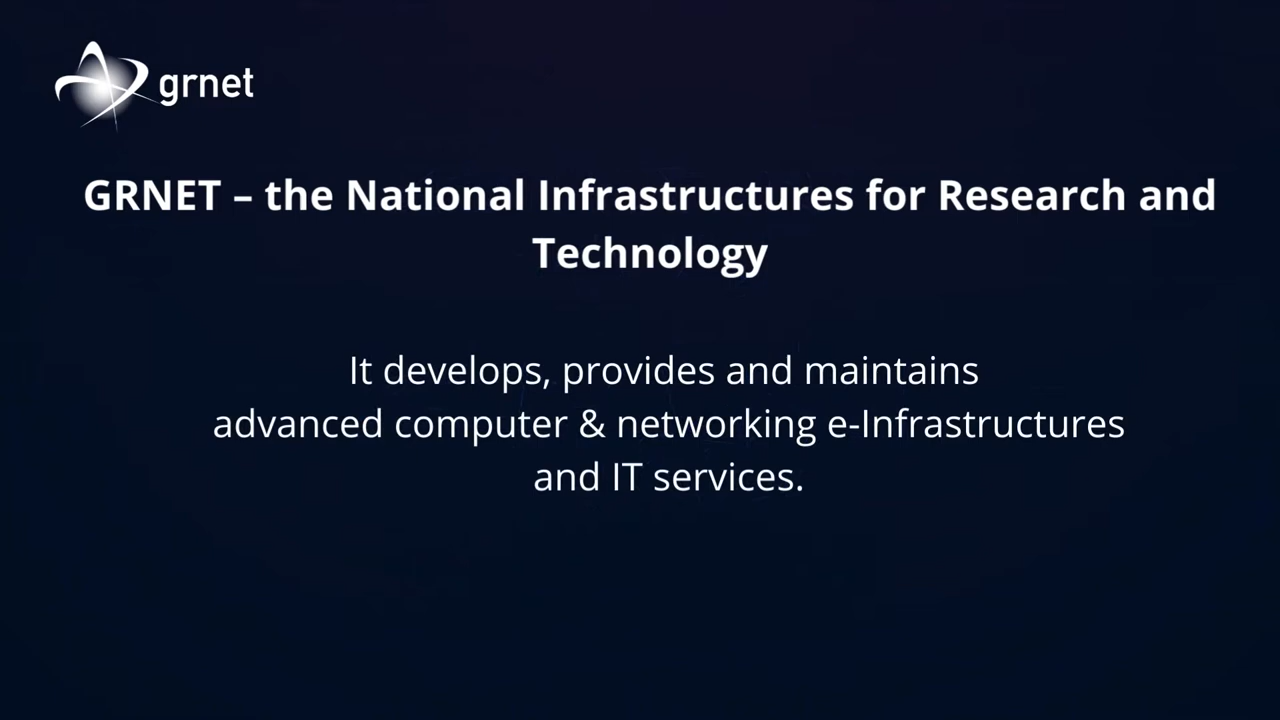 grnet
GRNET – the National Infrastructures for Research and
Technology
It develops, provides and maintains
advanced computer & networking e-Infrastructures
and IT services.